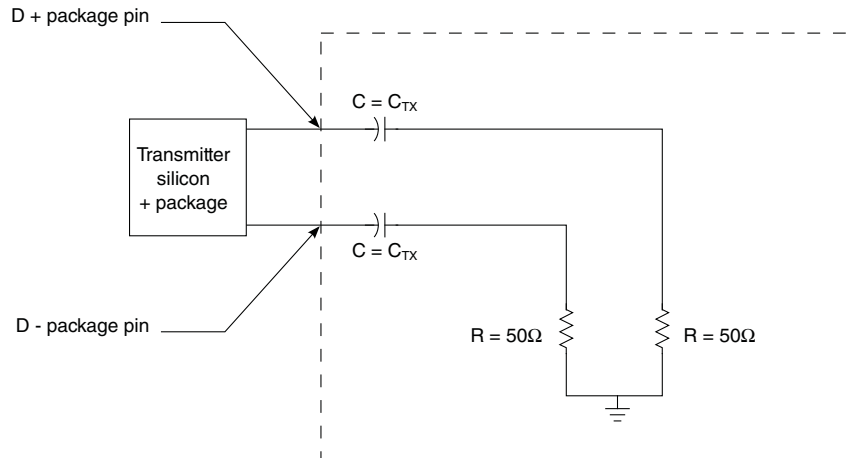 D + package pin
C = CTX
Transmitter
silicon
+ package
C = CTX
D - package pin
R = 50Ω
R = 50Ω